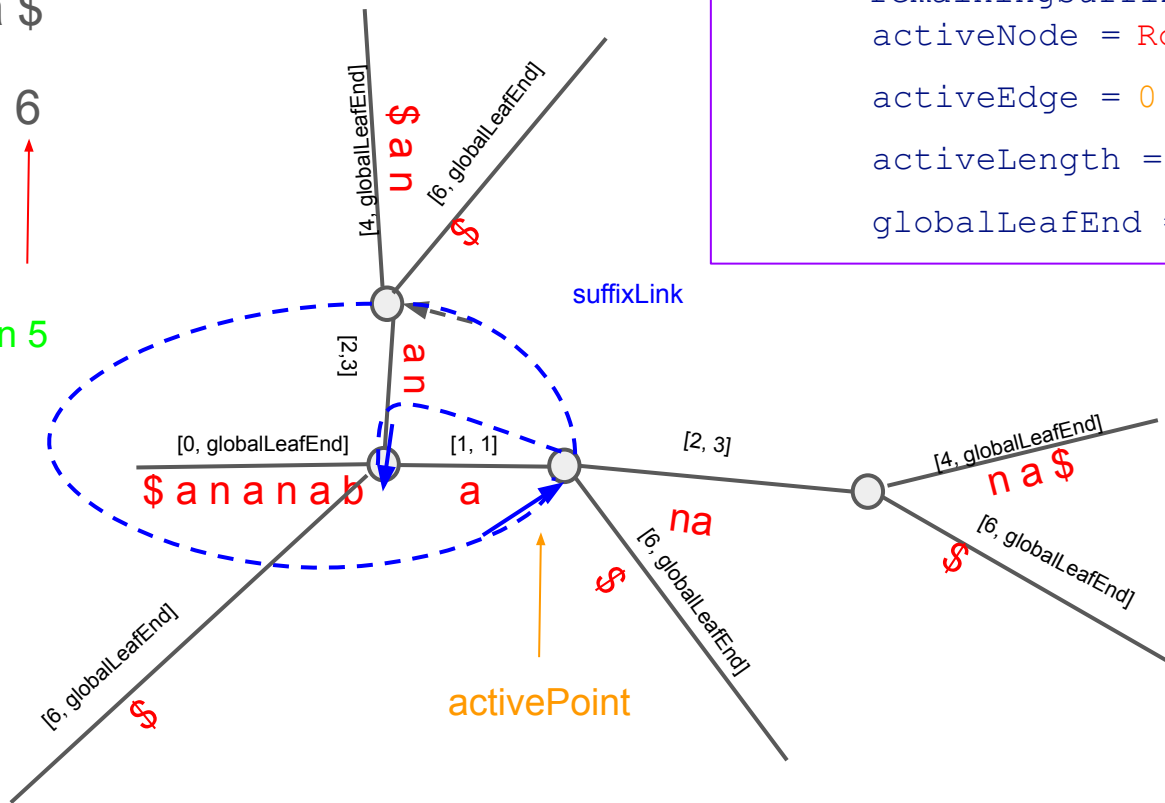 $
6
n 5
activeNode = Ro
activeEdge = 0
activeLength =
globalLeafEnd =
[4, globalLeafEnd]
$ a n
[6, globalLeafEnd]
$
suffixLink
[2,3]
a n
[0, globalLeafEnd]
$ a n a n a b
[1, 1]
a
[2, 3]
na
[4, globalLeafEnd]
n a $
[6, globalLeafEnd]
$
[6, globalLeafEnd]
$
[6, globalLeafEnd]
$
activePoint